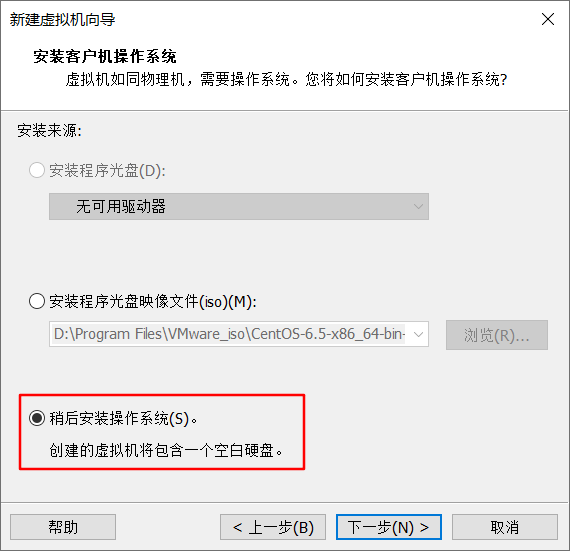 新建虚拟机向导
安装客户机操作系统
虚拟机如同物理机，需要操作系统。您将如何安装客户机操作系统?
安装来源:
安装程序光盘(D):
无可用驱动器
安装程序光盘映像文件(iso)(M):
D:\Program Files\VMware_iso\CentOS-6.5-x86_64-bin-
浏览(R)...
稍后安装操作系统(S)。
创建的虚拟机将包含一个空白硬盘。
帮助
< 上一步(B)
下一步(N) >
取消